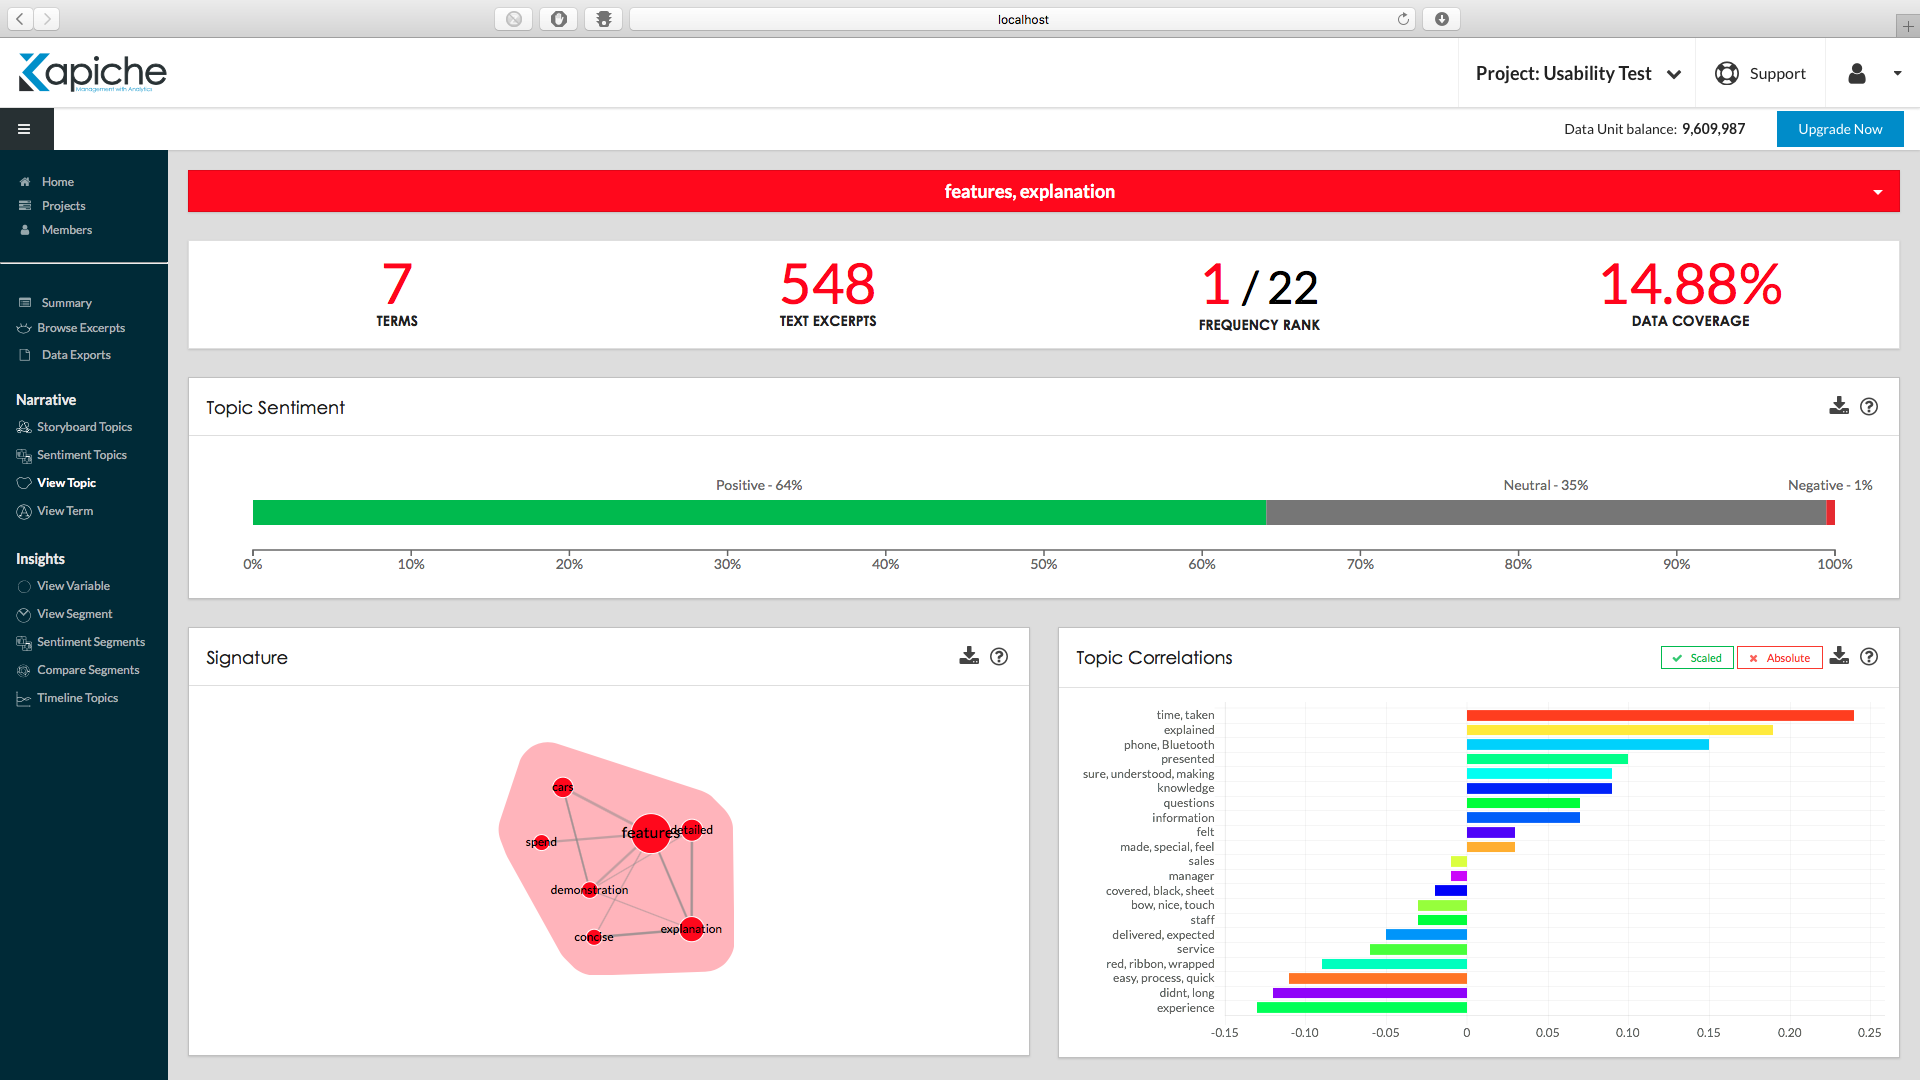 localhost
Kapiche
Management with Analytics
Project: Usability Test
Support
Data Unit balance: 9,609,987
Upgrade Now
Home
Projects
Members
Summary
Browse Excerpts
Data Exports
Narrative
Storyboard Topics
Sentiment Topics
View Topic
View Term
Insights
View Variable
View Segment
Sentiment Segments
Compare Segments
Timeline Topics
features, explanation
7
TERMS
548
TEXT EXCERPTS
1 / 22
FREQUENCY RANK
14.88%
DATA COVERAGE
Topic Sentiment
Positive - 64%
Neutral - 35%
Negative - 1%
0% 10% 20% 30% 40% 50% 60% 70% 80% 90% 100%
Signature
cars
features
detailed
spend
demonstration
concise
explanation
Topic Correlations
Scaled
Absolute
time, taken
explained
phone, Bluetooth
presented
sure, understood, making
knowledge
questions
information
felt
made, special, feel
sales
manager
covered, black, sheet
bow, nice, touch
staff
delivered, expected
service
red, ribbon, wrapped
easy, process, quick
didnt, long
experience
-0.15 -0.10 -0.05 0 0.05 0.10 0.15 0.20 0.25